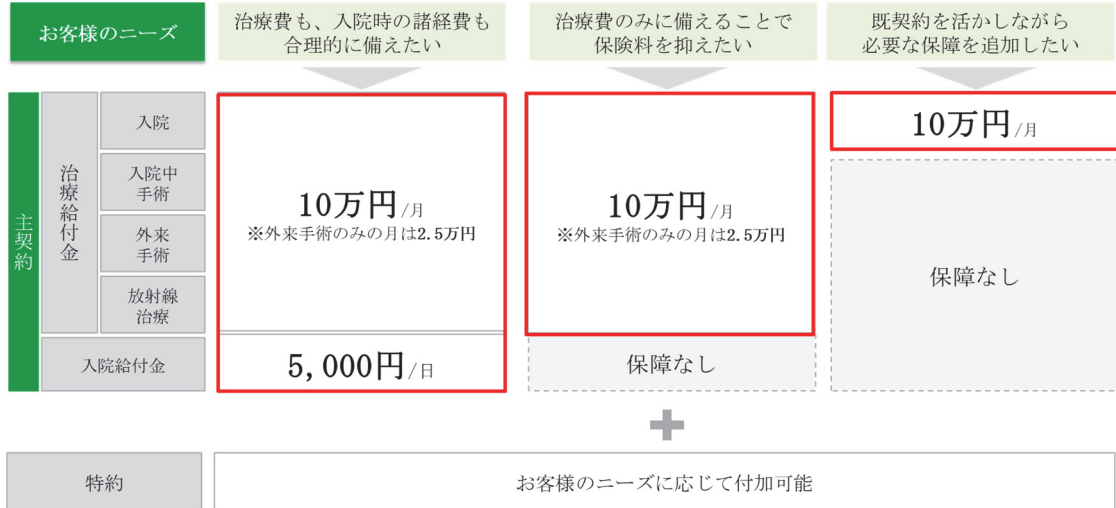 お客様のニーズ
治療費も、入院時の諸経費も
合理的に備えたい
治療費のみに備えることで
保険料を抑えたい
既契約を活かしながら
必要な保障を追加したい
主契約
治療給付金
入院
入院中
手術
外来
手術
放射線
治療
入院給付金
10万円/月
※外来手術のみの月は2.5万円
5,000円/日
10万円/月
※外来手術のみの月は2.5万円
保障なし
10万円/月
保障なし
特約
お客様のニーズに応じて付加可能